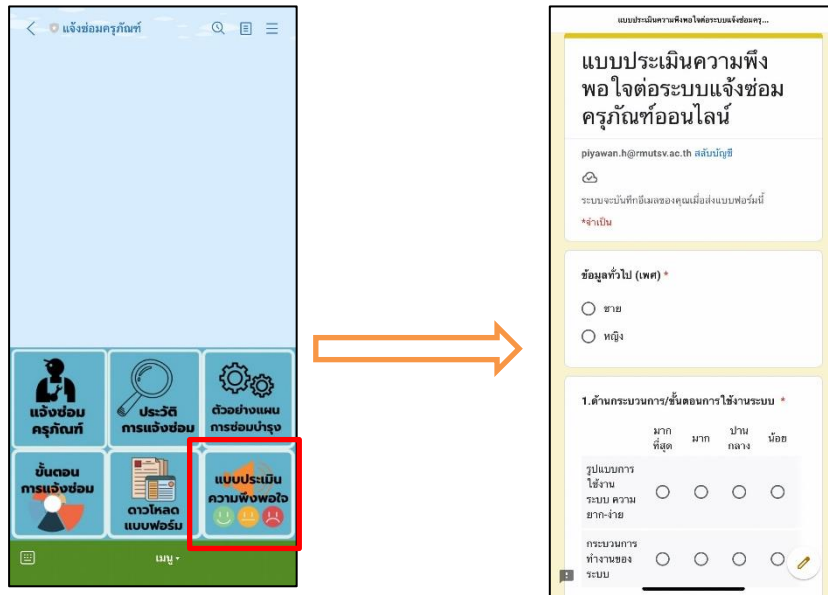 แจ้งซ่อมครุภัณฑ์
แจ้งซ่อม
ครุภัณฑ์
ประวัติ
การแจ้งซ่อม
ตัวอย่างแผน
การซ่อมบำรุง
ขั้นตอน
การแจ้งซ่อม
ดาวโหลด
แบบฟอร์ม
แบบประเมิน
ความพึงพอใจ
เมนู
แบบประเมินความพึงพอใจต่อระบบแจ้งซ่อมครุ...
แบบประเมินความพึง
พอใจต่อระบบแจ้งซ่อม
ครุภัณฑ์ออนไลน์
piyawan.h@rmutsv.ac.th สลับบัญชี
ระบบจะบันทึกอีเมลของคุณเมื่อส่งแบบฟอร์มนี้
*จำเป็น
ข้อมูลทั่วไป (เพศ) *
ชาย
หญิง
1.ด้านกระบวนการ/ขั้นตอนการใช้งานระบบ *
มาก
ที่สุด
มาก
ปาน
กลาง
น้อย
รูปแบบการ
ใช้งาน
ระบบ ความ
ยาก-ง่าย
กระบวนการ
ทำงานของ
ระบบ